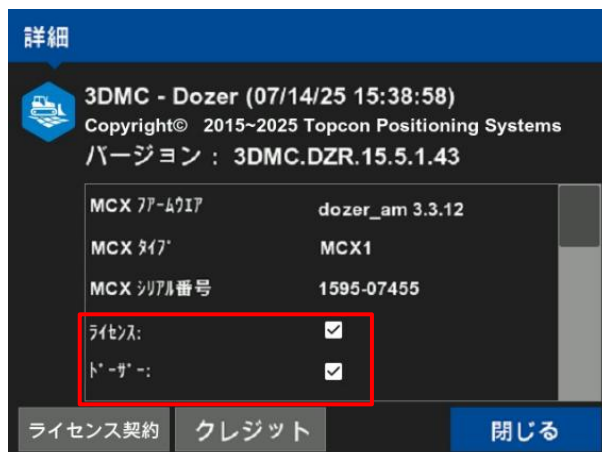 詳細
3DMC - Dozer (07/14/25 15:38:58)
Copyright© 2015~2025 Topcon Positioning Systems
バージョン : 3DMC.DZR.15.5.1.43
MCX ﾌｱｰﾑｳｴｱ dozer_am 3.3.12
MCX ﾀｲﾌﾟ MCX1
MCX ｼﾘｱﾙ番号 1595-07455
ﾗｲｾﾝｽ:
ﾄﾞｰｻﾞｰ:
ライセンス契約 クレジット 閉じる